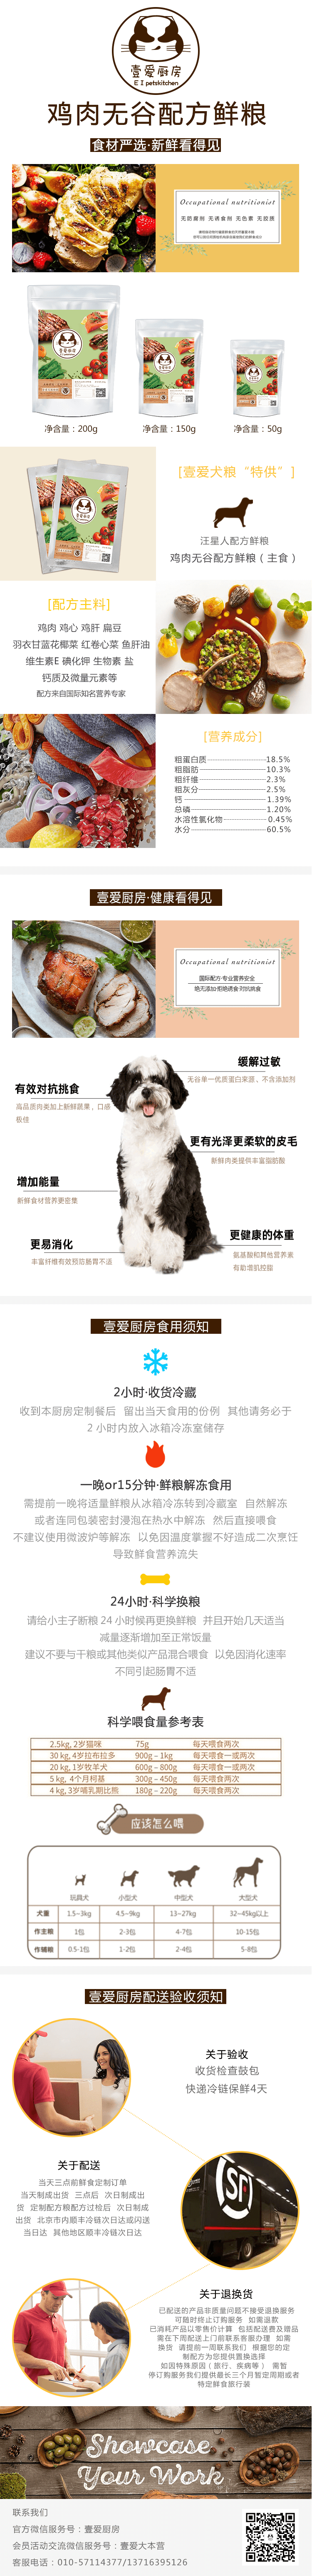 壹爱厨房
E I petskitchen
鸡肉无谷配方鲜粮
食材严选·新鲜看得见
Occupational nutritionist
无防腐剂 无诱食剂 无色素 无胶质
净含量：200g
净含量：150g
净含量：50g
[壹爱犬粮“特供”]
汪星人配方鲜粮
鸡肉无谷配方鲜粮（主食）
[配方主料]
鸡肉 鸡心 鸡肝 扁豆
羽衣甘蓝花椰菜 红卷心菜 鱼肝油
维生素E 碘化钾 生物素 盐
钙质及微量元素等
配方来自国际知名营养专家
[营养成分]
粗蛋白质 18.5%
粗脂肪 10.3%
粗纤维 2.3%
粗灰分 2.5%
钙 1.39%
总磷 1.20%
水溶性氯化物 0.45%
水分 60.5%
壹爱厨房·健康看得见
Occupational nutritionist
国际配方·专业营养安全
绝无添加·拒绝诱食·对抗挑食
缓解过敏
无谷单一优质蛋白来源，不含添加剂
有效对抗挑食
高品质肉类加上新鲜蔬果，口感
极佳
更有光泽更柔软的皮毛
新鲜肉类提供丰富脂肪酸
增加能量
新鲜食材营养更密集
更健康的体重
氨基酸和其他营养素
有助增肌控脂
更易消化
丰富纤维有效预防肠胃不适
壹爱厨房食用须知
2小时·收货冷藏
收到本厨房定制餐后 留出当天食用的份例 其他请务必于
2 小时内放入冰箱冷冻室储存
一晚or15分钟·鲜粮解冻食用
需提前一晚将适量鲜粮从冰箱冷冻转到冷藏室 自然解冻
或者连同包装密封浸泡在热水中解冻 然后直接喂食
不建议使用微波炉等解冻 以免因温度掌握不好造成二次烹饪
导致鲜食营养流失
24小时·科学换粮
请给小主子断粮 24 小时候再更换鲜粮 并且开始几天适当
减量逐渐增加至正常饭量
建议不要与干粮或其他类似产品混合喂食 以免因消化速率
不同引起肠胃不适
科学喂食量参考表
2.5kg, 2岁猫咪 75g 每天喂食两次
30 kg, 4岁拉布拉多 900g – 1kg 每天喂食一或两次
20 kg, 1岁牧羊犬 600g – 800g 每天喂食一或两次
5 kg, 4个月柯基 300g – 450g 每天喂食两次
4 kg, 3岁哺乳期比熊 180g – 220g 每天喂食两次
应该怎么喂
玩具犬 小型犬 中型犬 大型犬
犬重 1.5~3kg 4.5~9kg 13~27kg 32~45kg以上
作主粮 1包 2-3包 4-7包 10-15包
作辅粮 0.5-1包 1-2包 2-4包 5-8包
壹爱厨房配送验收须知
关于验收
收货检查鼓包
快递冷链保鲜4天
关于配送
当天三点前鲜食定制订单
当天制成出货 三点后 次日制成出
货 定制配方粮配方过检后 次日制成
出货 北京市内顺丰冷链次日达或闪送
当日达 其他地区顺丰冷链次日达
SF
关于退换货
已配送的产品非质量问题不接受退换服务
可随时终止订购服务 如需退款
已消耗产品以零售价计算 包括配送费及赠品
需在下周配送上门前联系客服办理 如需
换货 请提前一周联系我们 根据您的定
制配方为您提供置换选择
如因特殊原因（旅行、疾病等） 需暂
停订购服务我们提供最长三个月暂定周期或者
特定鲜食旅行装
Showcase
Your Work
联系我们
官方微信服务号：壹爱厨房
会员活动交流微信服务号：壹爱大本营
客服电话：010-57114377/13716395126